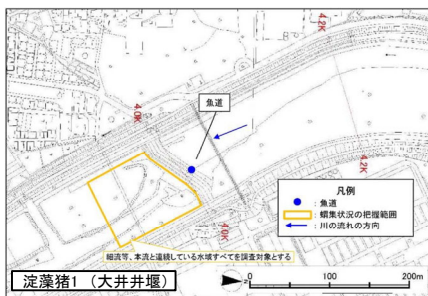 4.2K
魚道
4.0K
4.2K
凡例
: 魚道
: 蝟集状況の把握範囲
: 川の流れの方向
4.0K
細流等、本流と連続している水域すべてを調査対象とする
淀藻猪1 (大井井堰)
0 100 200m